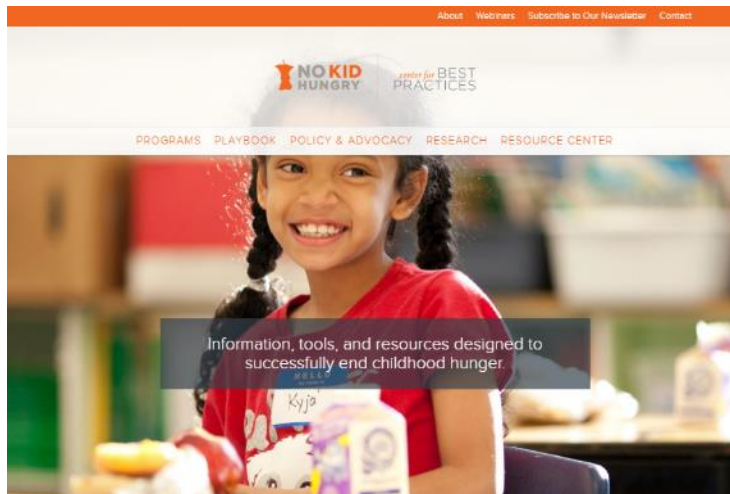 About Webinars Subscribe to Our Newsletter Contact
NO KID HUNGRY
center for BEST PRACTICES
PROGRAMS PLAYBOOK POLICY & ADVOCACY RESEARCH RESOURCE CENTER
Information, tools, and resources designed to
successfully end childhood hunger.
HELLO
Kyja